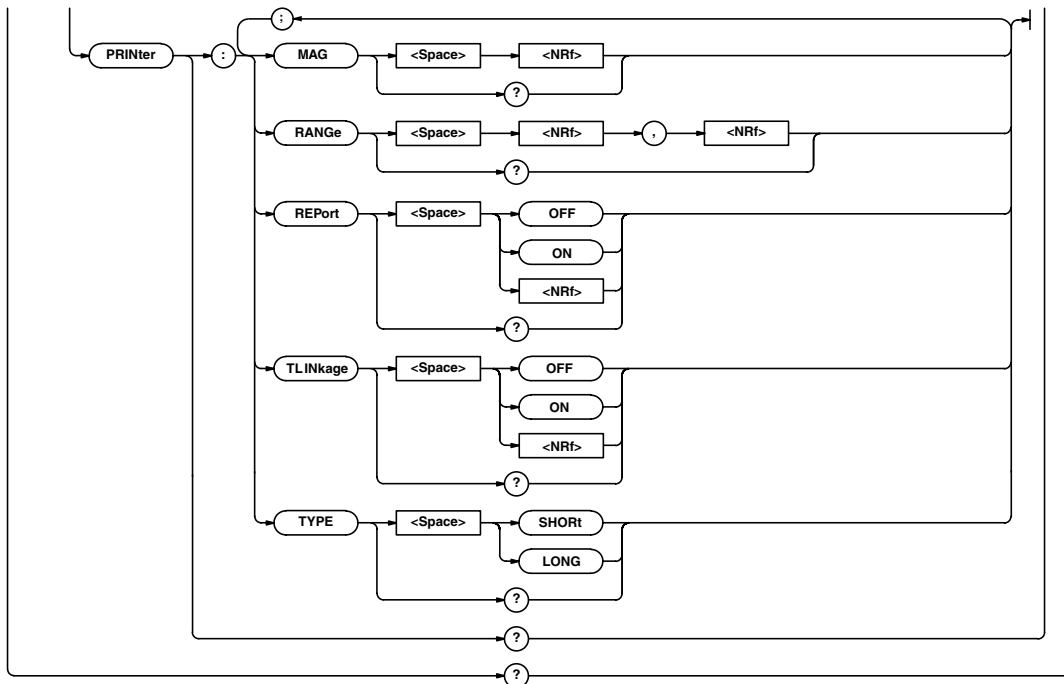 ;
PRINter : MAG <Space> <NRf>
?
RANGe <Space> <NRf> , <NRf>
?
REPort <Space> OFF
ON
<NRf>
?
TLINkage <Space> OFF
ON
<NRf>
?
TYPE <Space> SHORt
LONG
?
?
?